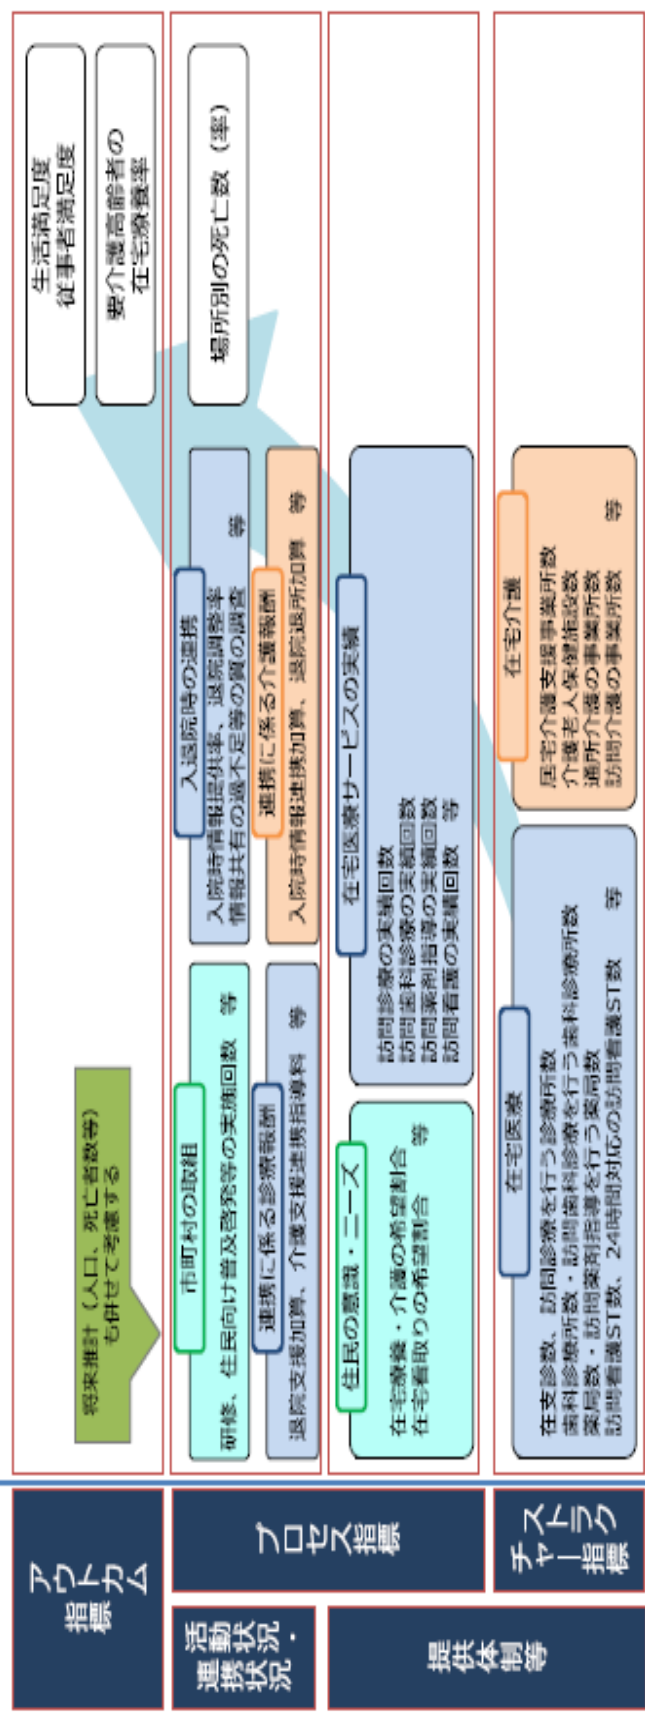 アウトカム
指標
将来推計（人口、死亡者数等）
も併せて考慮する
生活満足度
従事者満足度
要介護高齢者の
在宅療養率
活動状況・
連携状況
プロセス指標
市町村の取組
研修、住民向け普及啓発等の実施回数　等
入退院時の連携
入院時情報提供率、退院調整率
情報共有の過不足等の質の調査　等
場所別の死亡数（率）
連携に係る診療報酬
退院支援加算、介護支援連携指導料　等
連携に係る介護報酬
入院時情報連携加算、退院退所加算　等
提供体制等
住民の意識・ニーズ
在宅療養・介護の希望割合
在宅看取りの希望割合　等
在宅医療サービスの実績
訪問診療の実績回数
訪問歯科診療の実績回数
訪問薬剤指導の実績回数
訪問看護の実績回数　等
ストラク
チャー指標
在宅医療
在支診数、訪問診療を行う診療所数
歯科診療所数・訪問歯科診療を行う歯科診療所数
薬局数・訪問薬剤指導を行う薬局数
訪問看護ST数、24時間対応の訪問看護ST数　等
在宅介護
居宅介護支援事業所数
介護老人保健施設数
通所介護の事業所数
訪問介護の事業所数　等